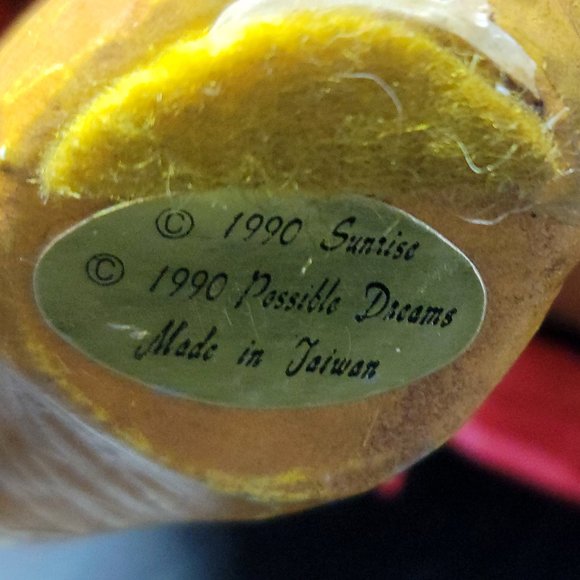 © 1990 Sunrise
© 1990 Possible Dreams
Made in Taiwan